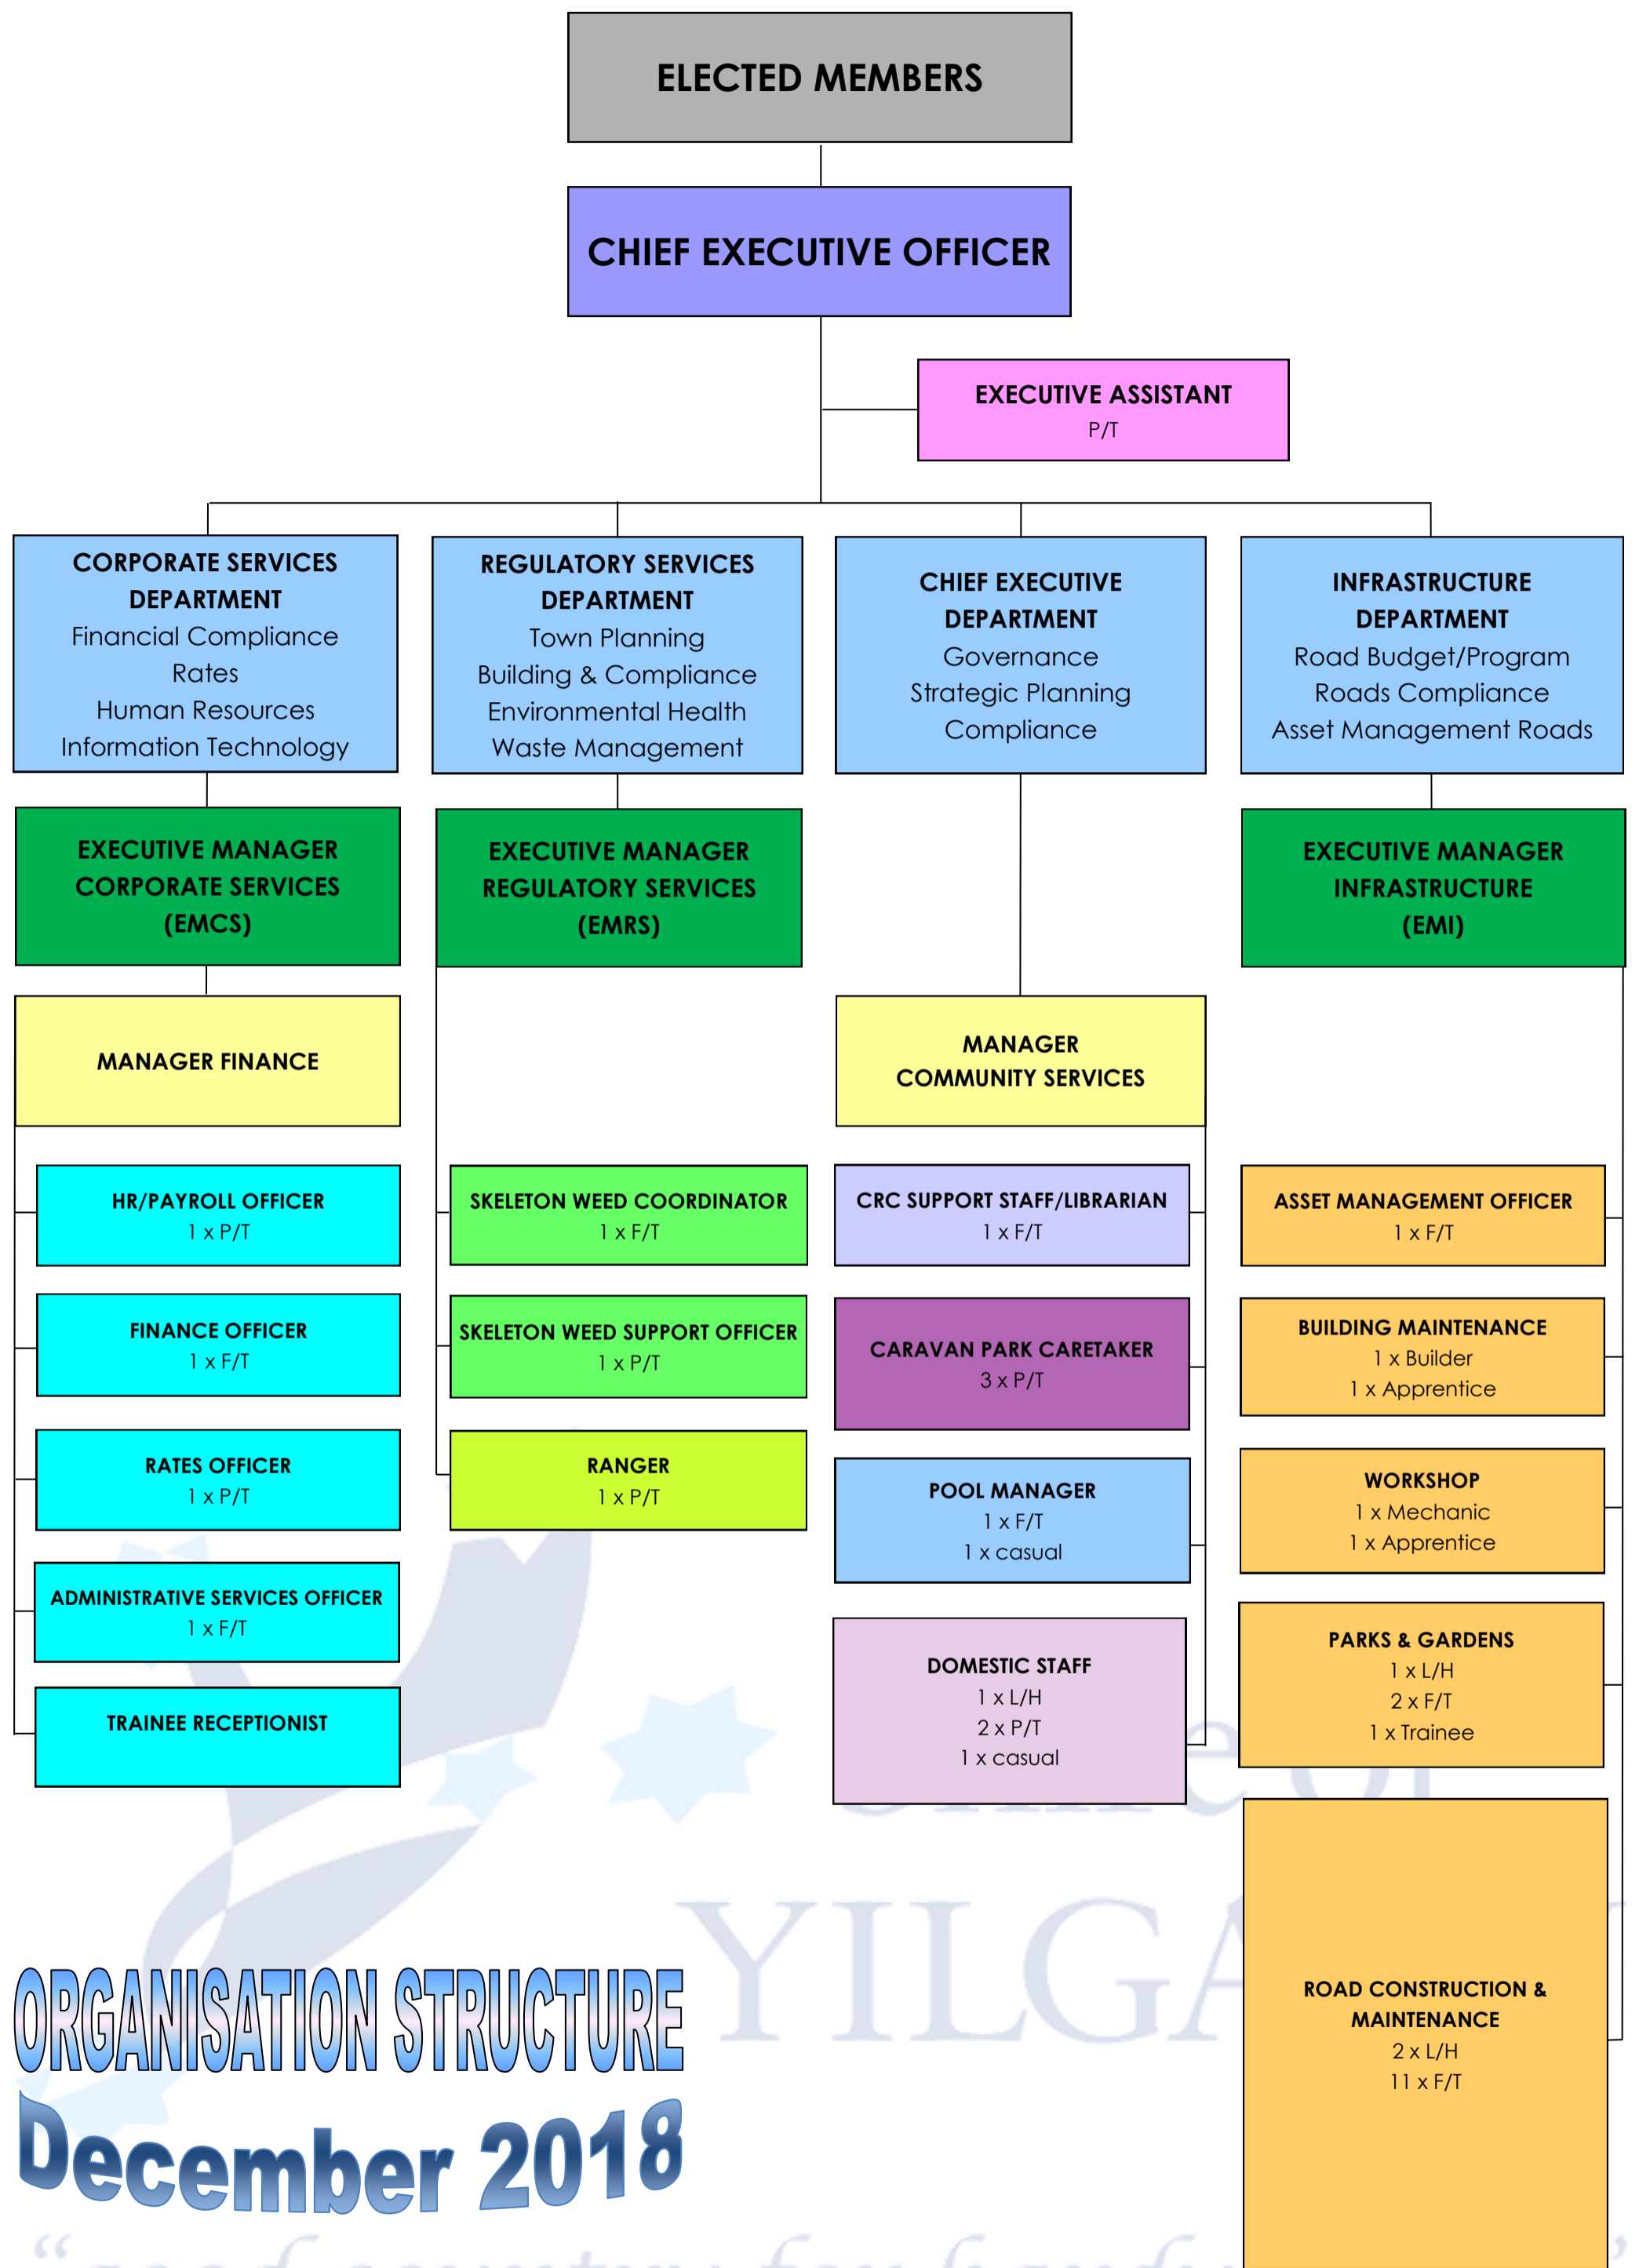 ELECTED MEMBERS
CHIEF EXECUTIVE OFFICER
EXECUTIVE ASSISTANT
P/T
CORPORATE SERVICES
DEPARTMENT
Financial Compliance
Rates
Human Resources
Information Technology
REGULATORY SERVICES
DEPARTMENT
Town Planning
Building & Compliance
Environmental Health
Waste Management
CHIEF EXECUTIVE
DEPARTMENT
Governance
Strategic Planning
Compliance
INFRASTRUCTURE
DEPARTMENT
Road Budget/Program
Roads Compliance
Asset Management Roads
EXECUTIVE MANAGER
CORPORATE SERVICES
(EMCS)
EXECUTIVE MANAGER
REGULATORY SERVICES
(EMRS)
EXECUTIVE MANAGER
INFRASTRUCTURE
(EMI)
MANAGER FINANCE
MANAGER
COMMUNITY SERVICES
HR/PAYROLL OFFICER
1 x P/T
FINANCE OFFICER
1 x F/T
RATES OFFICER
1 x P/T
ADMINISTRATIVE SERVICES OFFICER
1 x F/T
TRAINEE RECEPTIONIST
SKELETON WEED COORDINATOR
1 x F/T
SKELETON WEED SUPPORT OFFICER
1 x P/T
RANGER
1 x P/T
CRC SUPPORT STAFF/LIBRARIAN
1 x F/T
CARAVAN PARK CARETAKER
3 x P/T
POOL MANAGER
1 x F/T
1 x casual
DOMESTIC STAFF
1 x L/H
2 x P/T
1 x casual
ASSET MANAGEMENT OFFICER
1 x F/T
BUILDING MAINTENANCE
1 x Builder
1 x Apprentice
WORKSHOP
1 x Mechanic
1 x Apprentice
PARKS & GARDENS
1 x L/H
2 x F/T
1 x Trainee
ROAD CONSTRUCTION &
MAINTENANCE
2 x L/H
11 x F/T
YILGA
ORGANISATION STRUCTURE
December 2018